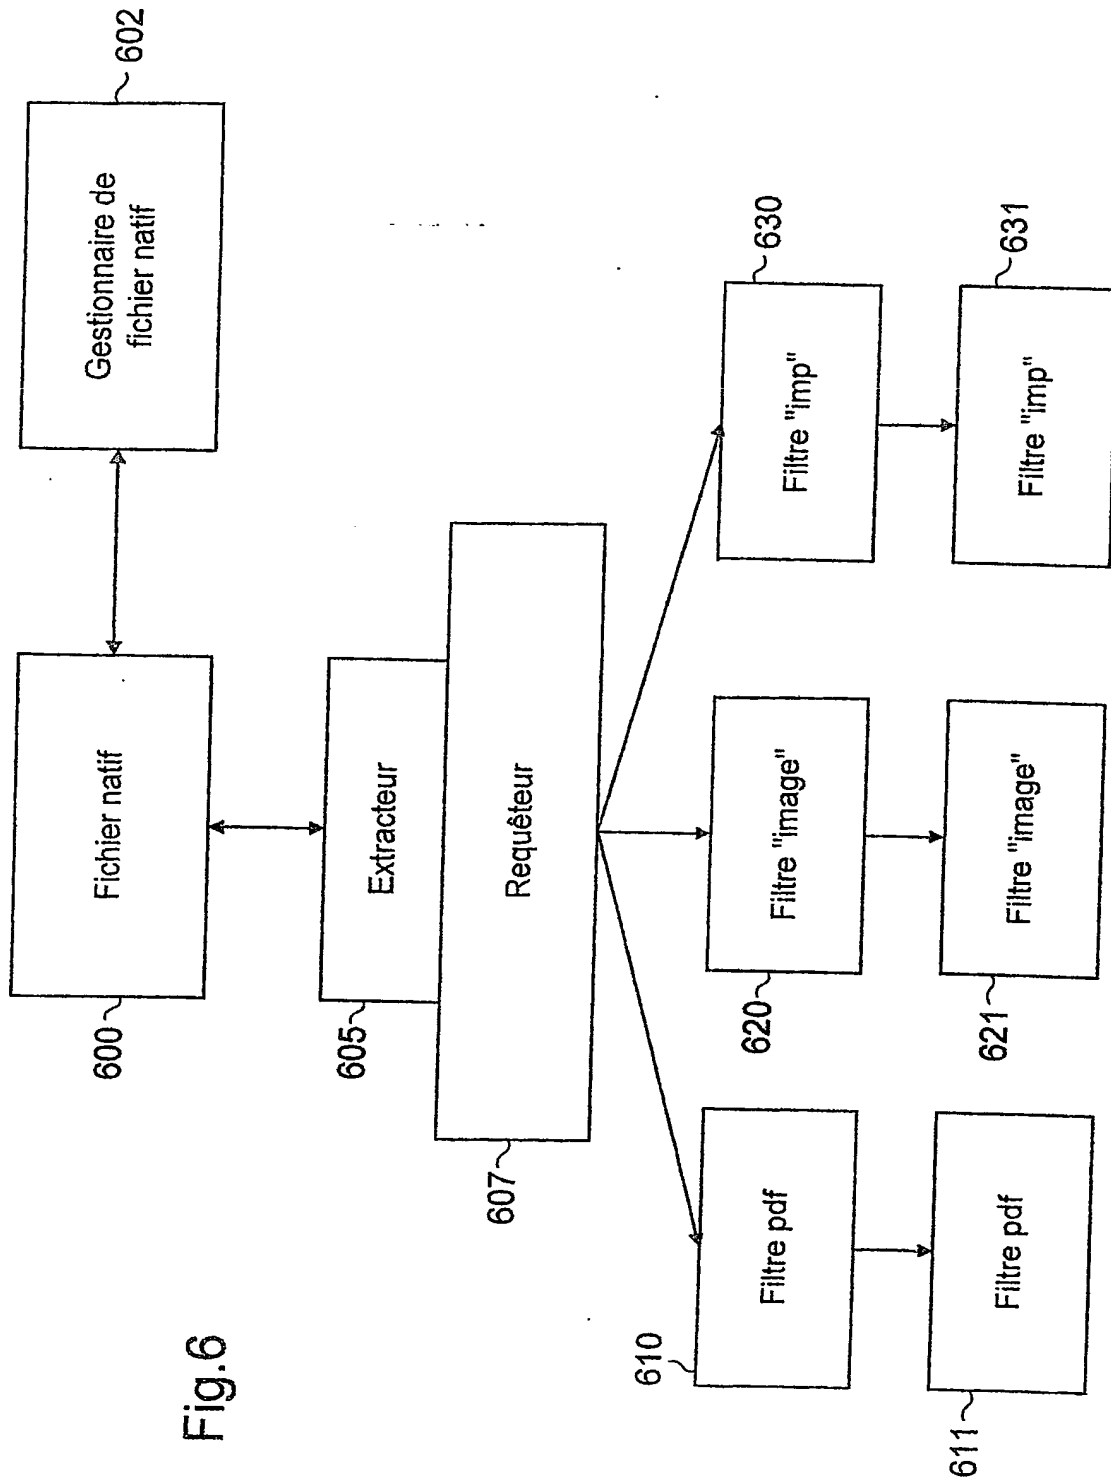 602
Gestionnaire de
fichier natif
Fichier natif
600
Extracteur
605
Requêteur
607
630
Filtre "imp"
631
Filtre "imp"
Filtre "image"
620
Filtre "image"
621
610
Filtre pdf
611
Filtre pdf
Fig.6